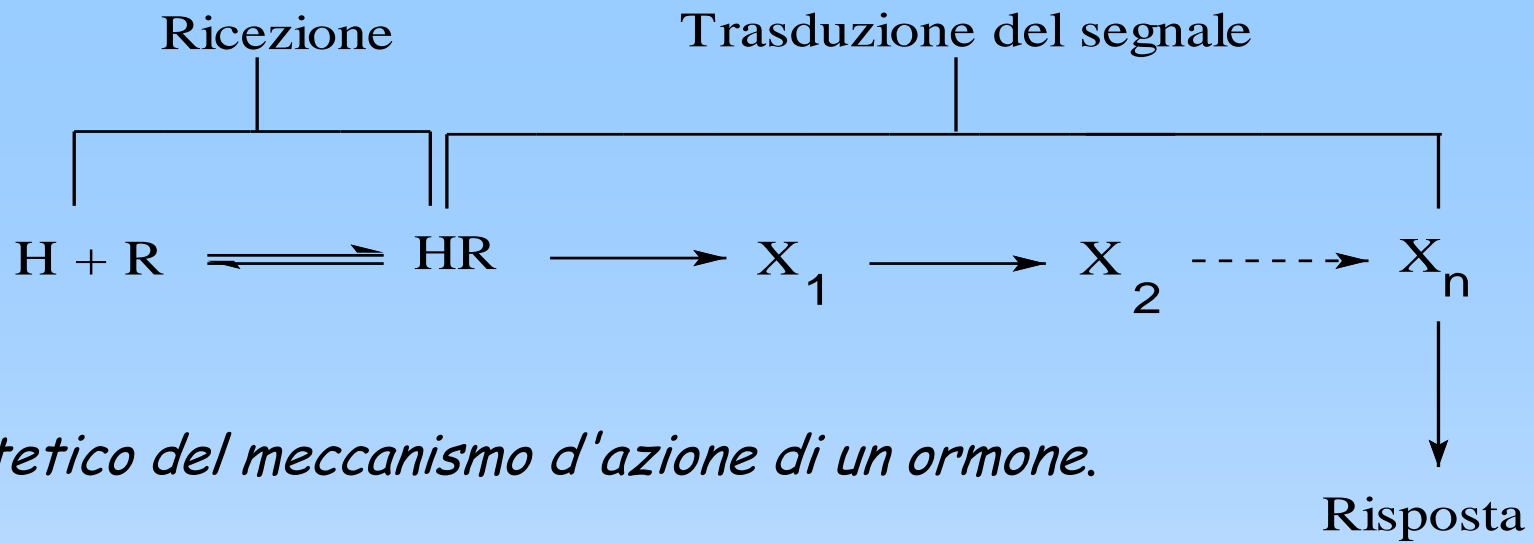 Ricezione Trasduzione del segnale
H + R HR X1 X2 Xn
tetico del meccanismo d'azione di un ormone.
Risposta